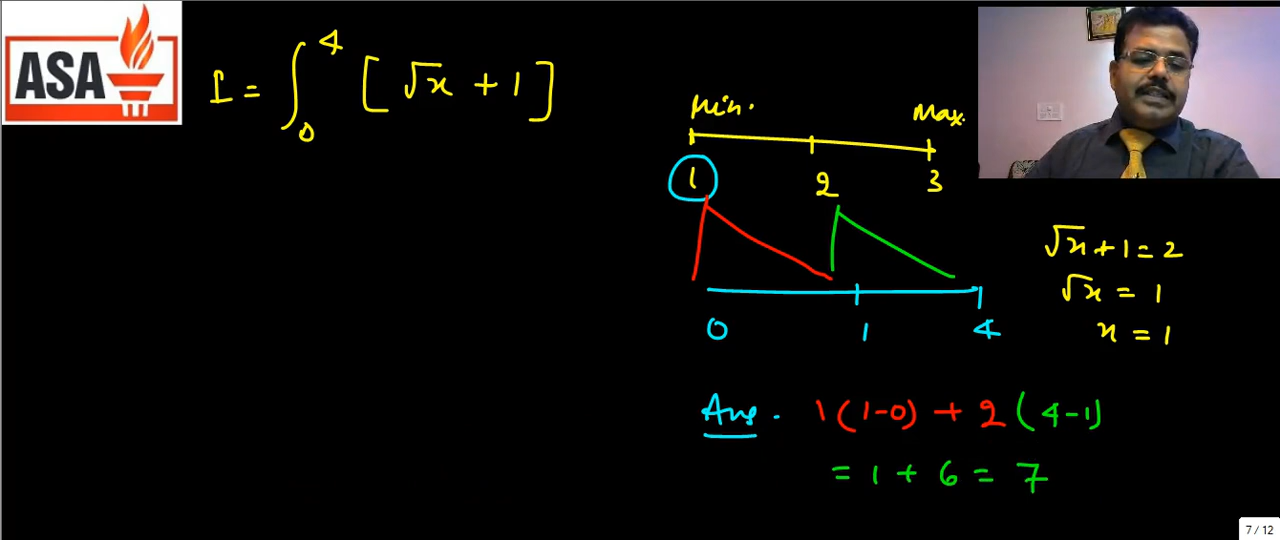 ASA
I = ∫₀⁴ [√x + 1]
Min. Max.
1 2 3
0 1 4
√x + 1 = 2
√x = 1
x = 1
Ans. 1(1-0) + 2(4-1)
= 1 + 6 = 7
7 / 12